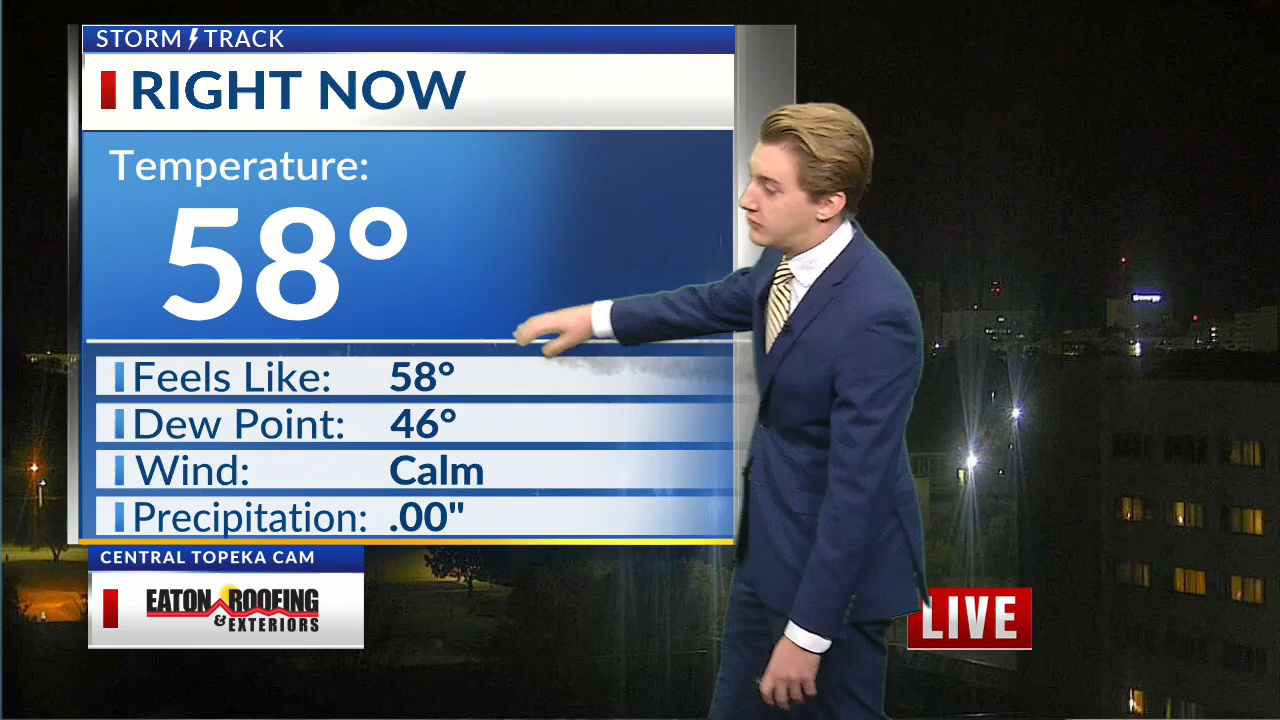 STORM TRACK
RIGHT NOW
Temperature:
58°
Feels Like: 58°
Dew Point: 46°
Wind: Calm
Precipitation: .00"
CENTRAL TOPEKA CAM
EATON ROOFING
& EXTERIORS
LIVE